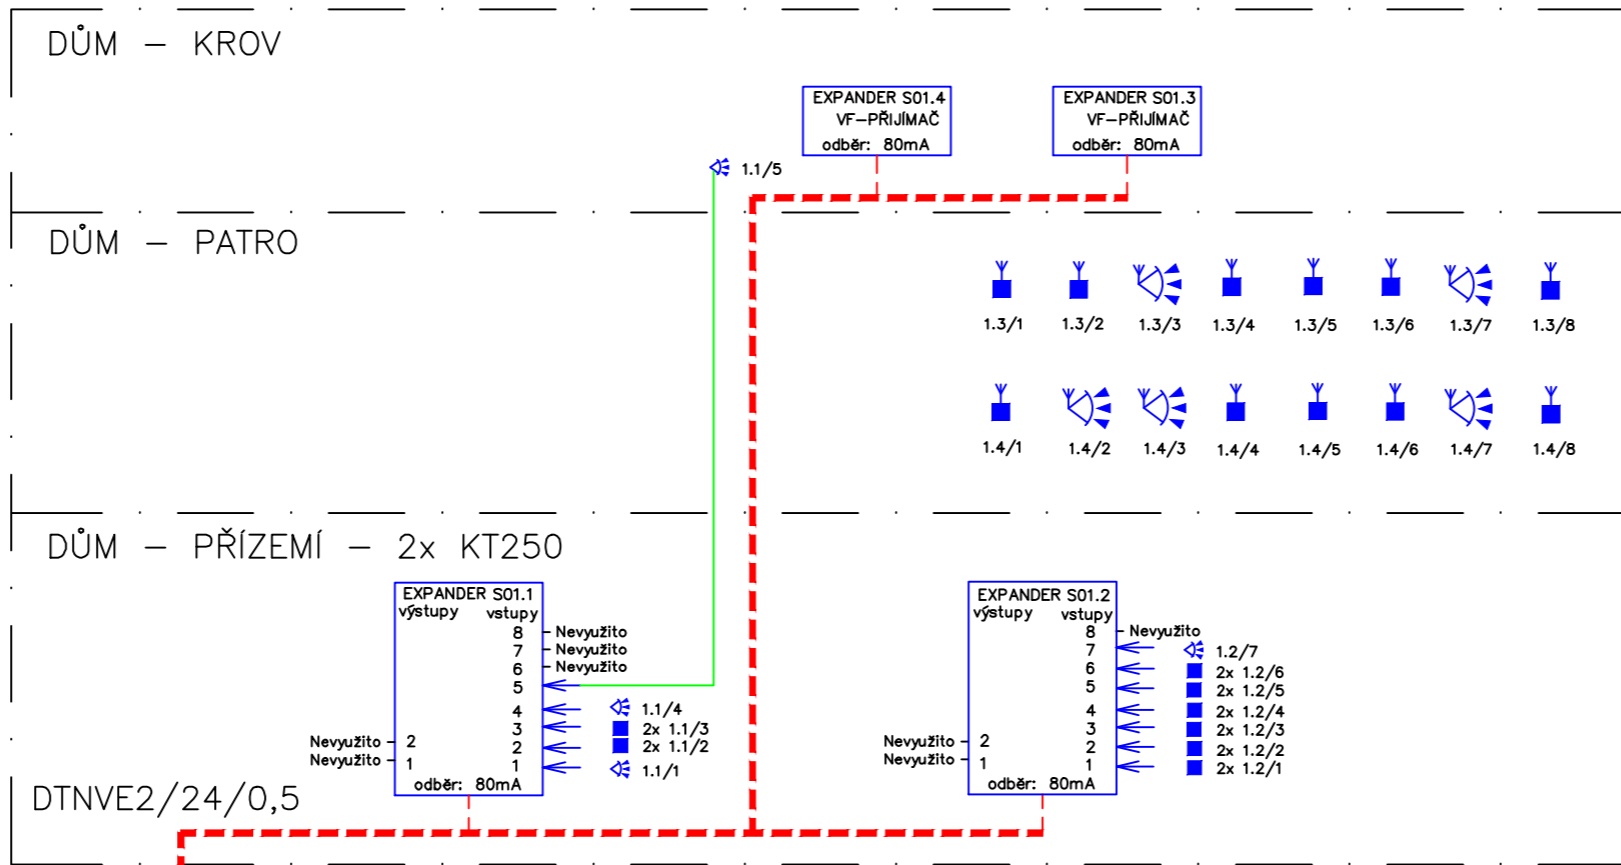 DŮM – KROV
EXPANDER S01.4
VF–PŘIJÍMAČ
odběr: 80mA
EXPANDER S01.3
VF–PŘIJÍMAČ
odběr: 80mA
1.1/5
DŮM – PATRO
1.3/1 1.3/2 1.3/3 1.3/4 1.3/5 1.3/6 1.3/7 1.3/8
1.4/1 1.4/2 1.4/3 1.4/4 1.4/5 1.4/6 1.4/7 1.4/8
DŮM – PŘÍZEMÍ – 2x KT250
EXPANDER S01.1
výstupy vstupy
8 Nevyužito
7 Nevyužito
6 Nevyužito
5
4 1.1/4
3 2x 1.1/3
Nevyužito 2 2 2x 1.1/2
Nevyužito 1 1 1.1/1
odběr: 80mA
EXPANDER S01.2
výstupy vstupy
8 Nevyužito
7 1.2/7
6 2x 1.2/6
5 2x 1.2/5
4 2x 1.2/4
3 2x 1.2/3
Nevyužito 2 2 2x 1.2/2
Nevyužito 1 1 2x 1.2/1
odběr: 80mA
DTNVE2/24/0,5